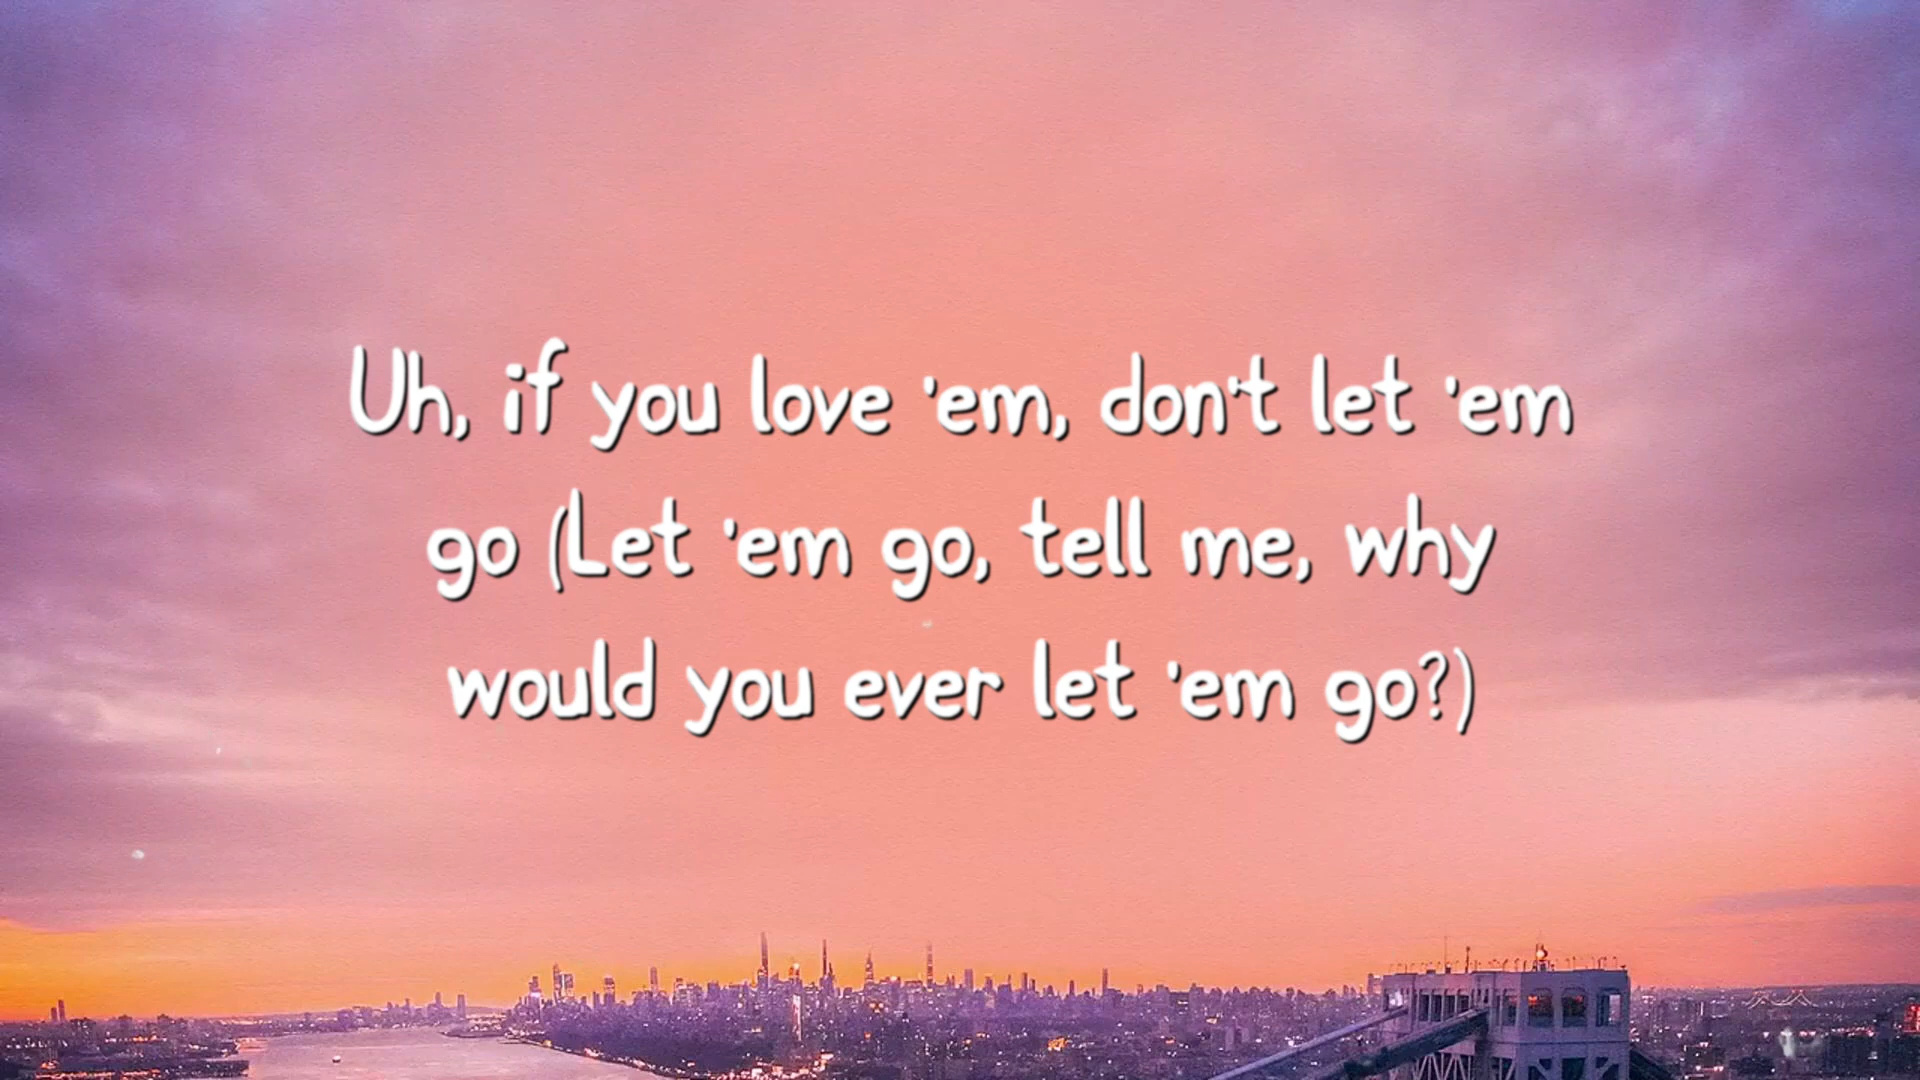 Uh, if you love 'em, don't let 'em
go (Let 'em go, tell me, why
would you ever let 'em go?)